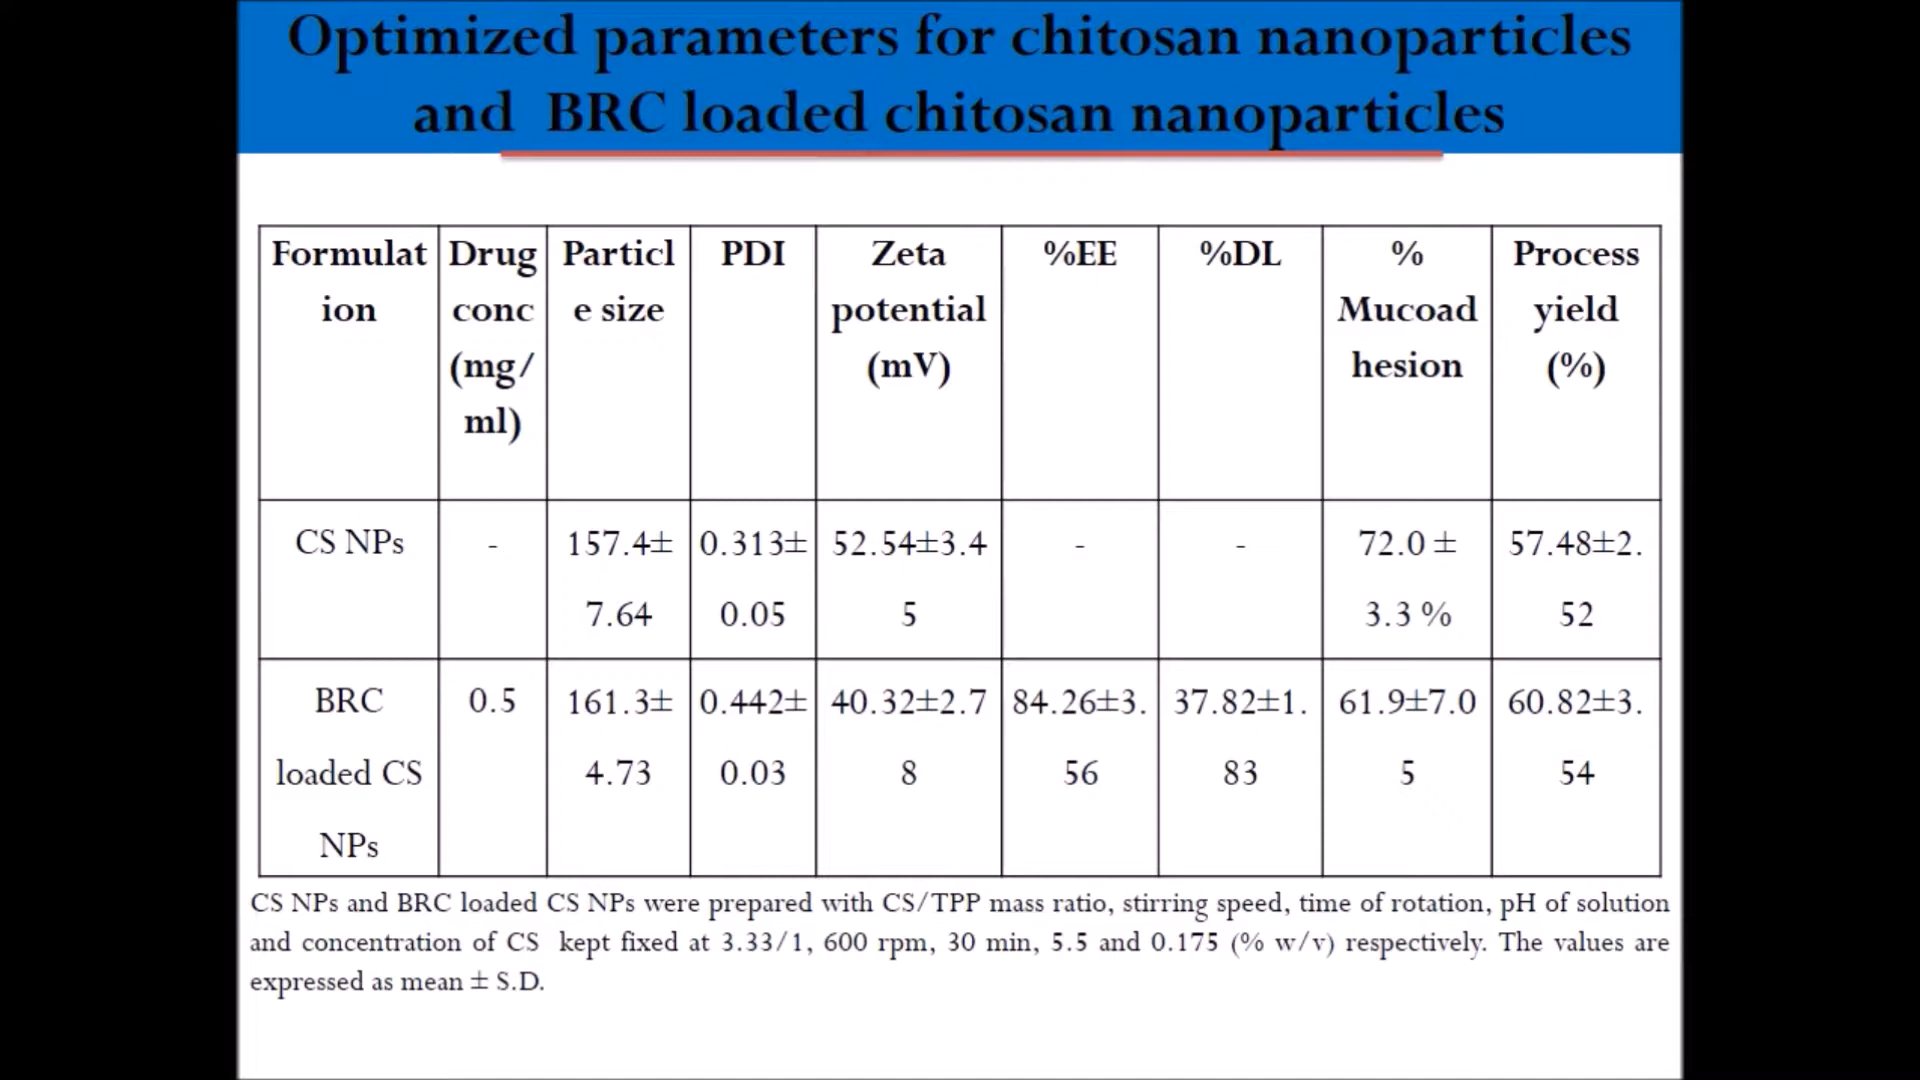 Optimized parameters for chitosan nanoparticles
and BRC loaded chitosan nanoparticles
Formulat
ion
Drug
conc
(mg/
ml)
Particl
e size
PDI
Zeta
potential
(mV)
%EE
%DL
%
Mucoad
hesion
Process
yield
(%)
CS NPs
-
157.4±
7.64
0.313±
0.05
52.54±3.4
5
-
-
72.0 ±
3.3 %
57.48±2.
52
BRC
loaded CS
NPs
0.5
161.3±
4.73
0.442±
0.03
40.32±2.7
8
84.26±3.
56
37.82±1.
83
61.9±7.0
5
60.82±3.
54
CS NPs and BRC loaded CS NPs were prepared with CS/TPP mass ratio, stirring speed, time of rotation, pH of solution
and concentration of CS kept fixed at 3.33/1, 600 rpm, 30 min, 5.5 and 0.175 (% w/v) respectively. The values are
expressed as mean ± S.D.